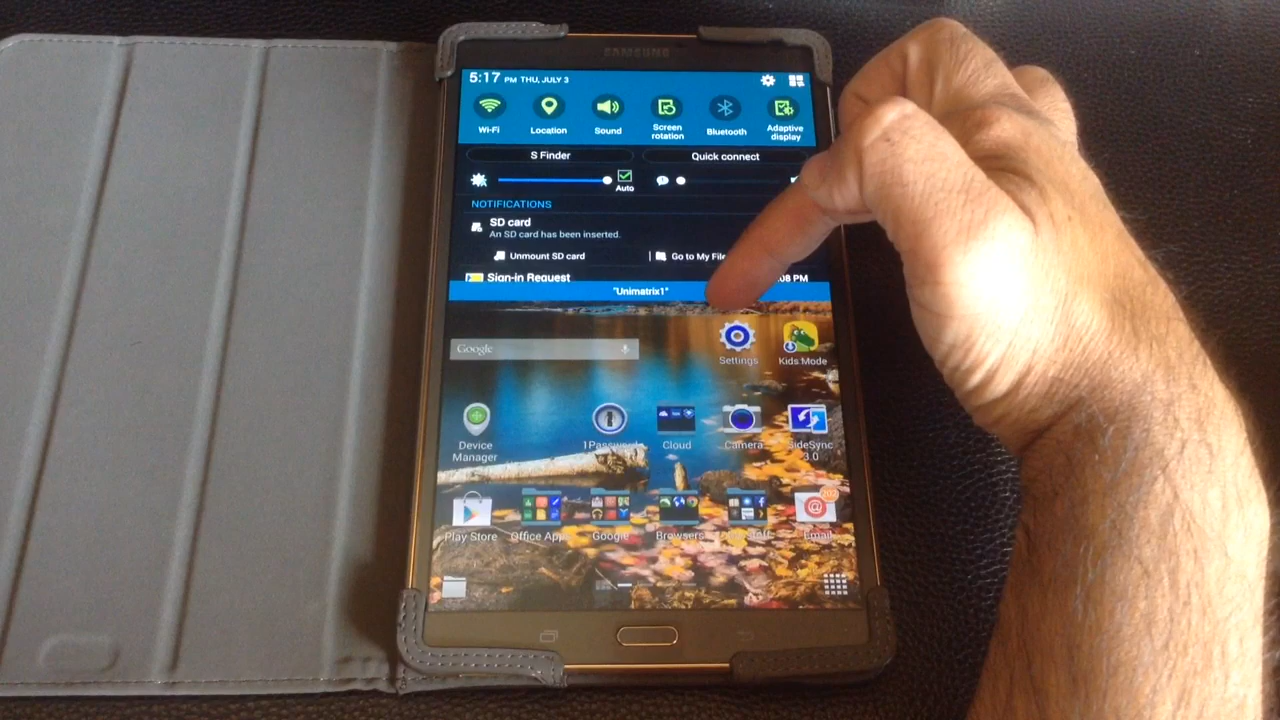 SAMSUNG
5:17 PM THU, JULY 3
Wi-Fi
Location
Sound
Screen rotation
Bluetooth
Adaptive display
S Finder
Quick connect
Auto
NOTIFICATIONS
SD card
An SD card has been inserted.
Unmount SD card
Go to My File
Sign-in Request
:08 PM
"Unimatrix1"
Google
Settings
Kids Mode
Device Manager
Cloud
Camera
SideSync 3.0
Play Store
Office Apps
Google
Browsers
202
Email